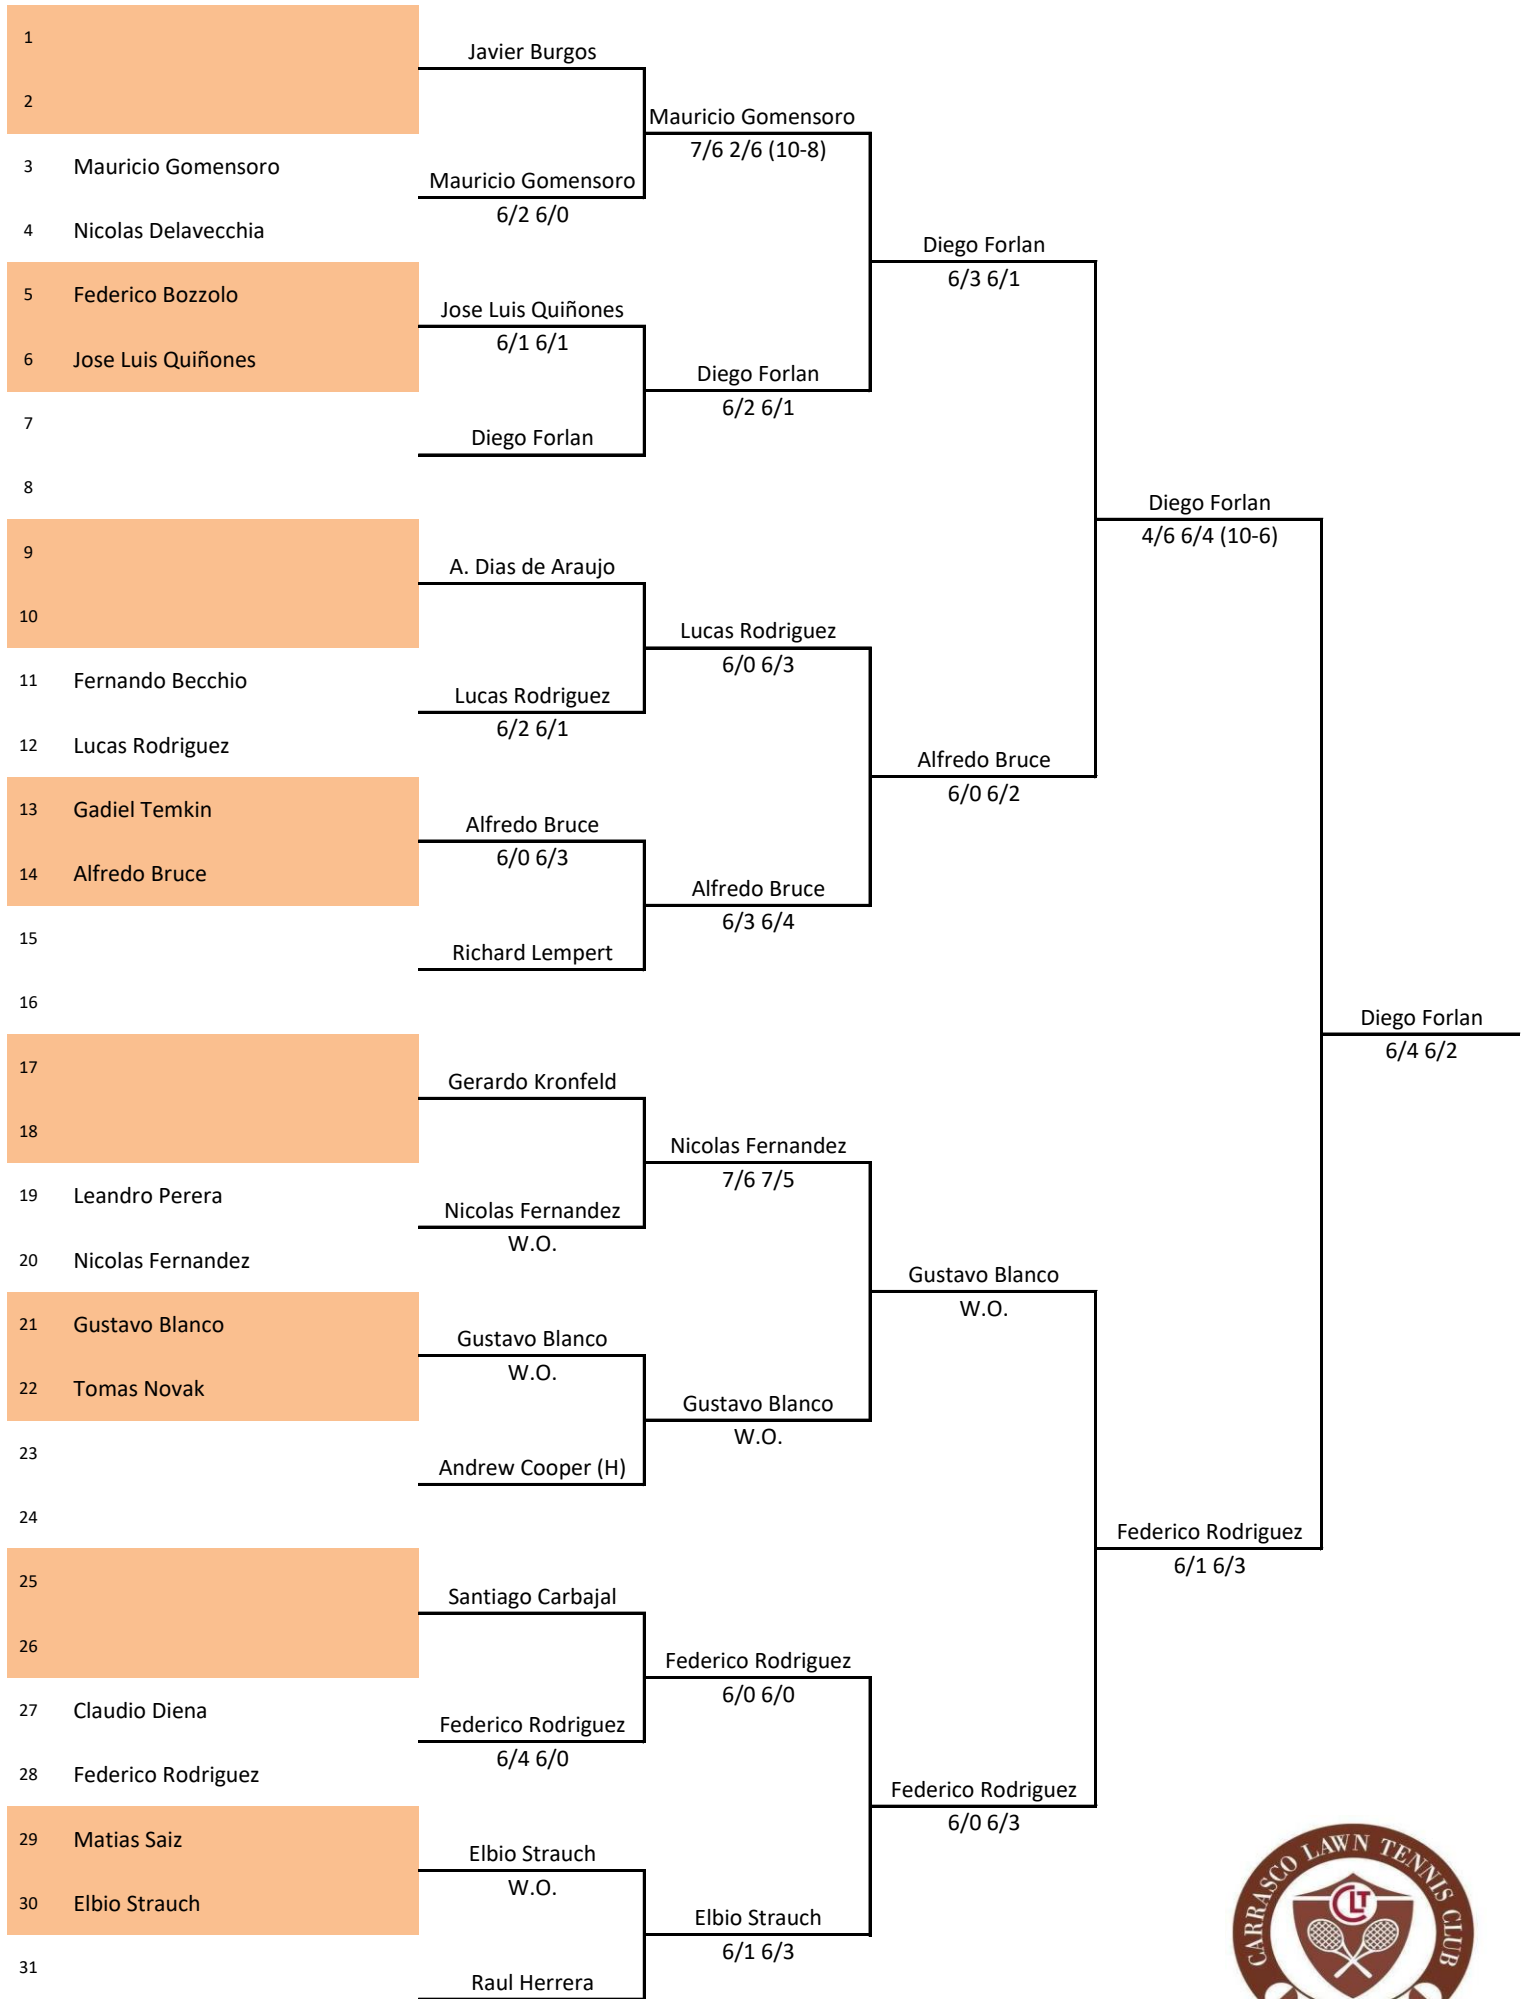 1
Javier Burgos
2
Mauricio Gomensoro
7/6 2/6 (10-8)
3 Mauricio Gomensoro
Mauricio Gomensoro
6/2 6/0
4 Nicolas Delavecchia
Diego Forlan
6/3 6/1
5 Federico Bozzolo
Jose Luis Quiñones
6/1 6/1
6 Jose Luis Quiñones
Diego Forlan
6/2 6/1
7
Diego Forlan
8
Diego Forlan
4/6 6/4 (10-6)
9
A. Dias de Araujo
10
Lucas Rodriguez
6/0 6/3
11 Fernando Becchio
Lucas Rodriguez
6/2 6/1
12 Lucas Rodriguez
Alfredo Bruce
6/0 6/2
13 Gadiel Temkin
Alfredo Bruce
6/0 6/3
14 Alfredo Bruce
Alfredo Bruce
6/3 6/4
15
Richard Lempert
16
Diego Forlan
6/4 6/2
17
Gerardo Kronfeld
18
Nicolas Fernandez
7/6 7/5
19 Leandro Perera
Nicolas Fernandez
W.O.
20 Nicolas Fernandez
Gustavo Blanco
W.O.
21 Gustavo Blanco
Gustavo Blanco
W.O.
22 Tomas Novak
Gustavo Blanco
W.O.
23
Andrew Cooper (H)
24
Federico Rodriguez
6/1 6/3
25
Santiago Carbajal
26
Federico Rodriguez
6/0 6/0
27 Claudio Diena
Federico Rodriguez
6/4 6/0
28 Federico Rodriguez
Federico Rodriguez
6/0 6/3
29 Matias Saiz
Elbio Strauch
W.O.
30 Elbio Strauch
Elbio Strauch
6/1 6/3
31
Raul Herrera
CARRASCO LAWN TENNIS CLUB
CLT